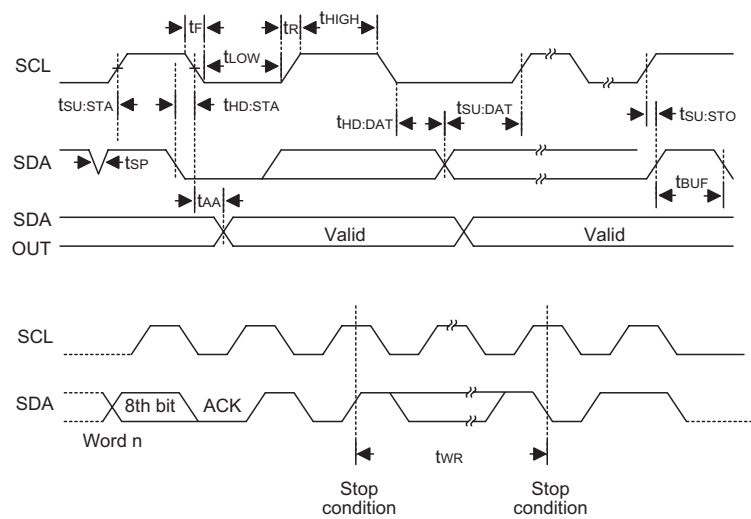 tF tR tHIGH
SCL tLOW
tSU:STA tHD:STA tHD:DAT tSU:DAT tSU:STO
SDA tSP tBUF
tAA
SDA
OUT Valid Valid
SCL
SDA 8th bit ACK
Word n
tWR
Stop condition Stop condition